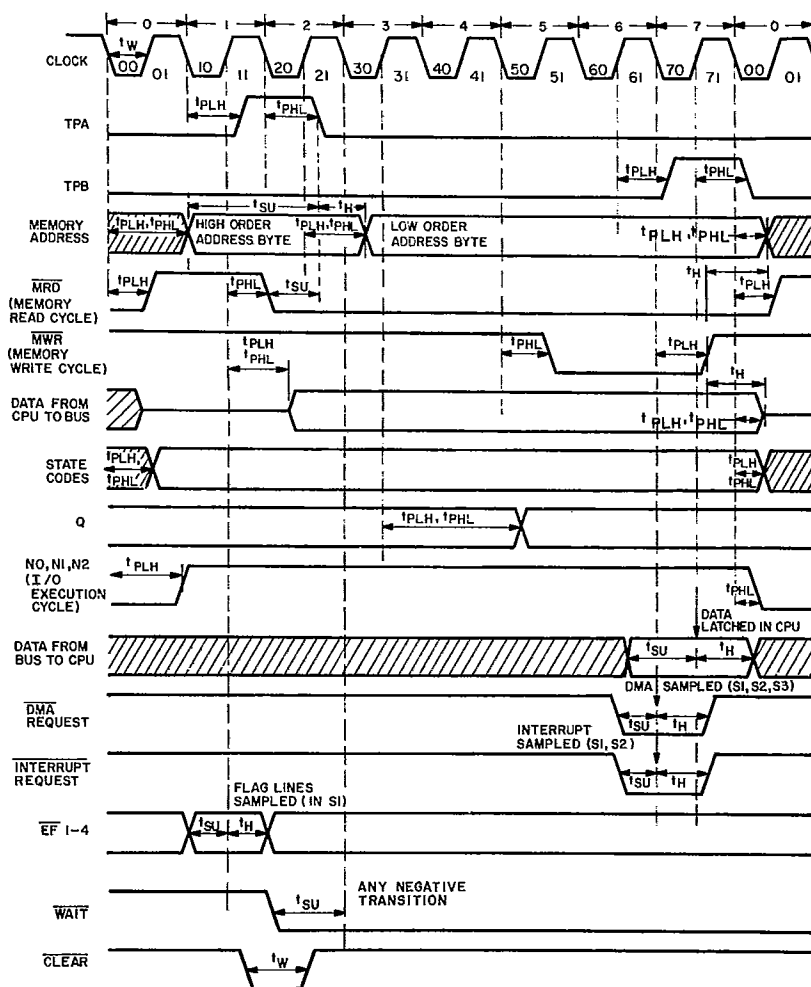 0 1 2 3 4 5 6 7 0
CLOCK
tW
00 01 10 11 20 21 30 31 40 41 50 51 60 61 70 71 00 01
TPA
tPLH tPHL
TPB
tPLH tPHL
tSU tH
MEMORY
ADDRESS
tPLH, tPHL
HIGH ORDER
ADDRESS BYTE
tPLH, tPHL
LOW ORDER
ADDRESS BYTE
tPLH, tPHL
MRD
(MEMORY
READ CYCLE)
tPLH tPHL tSU
tH
tPLH
MWR
(MEMORY
WRITE CYCLE)
tPLH
tPHL
tPHL
tPLH
tH
DATA FROM
CPU TO BUS
tPLH, tPHL
STATE
CODES
tPLH,
tPHL
tPLH
tPHL
Q
tPLH, tPHL
N0, N1, N2
(I/O
EXECUTION
CYCLE)
tPLH
tPHL
DATA
LATCHED IN CPU
DATA FROM
BUS TO CPU
tSU tH
DMA SAMPLED (S1, S2, S3)
DMA
REQUEST
tSU tH
INTERRUPT
SAMPLED (S1, S2)
INTERRUPT
REQUEST
tSU tH
FLAG LINES
SAMPLED (IN S1)
EF 1-4
tSU tH
ANY NEGATIVE
TRANSITION
WAIT
tSU
CLEAR
tW